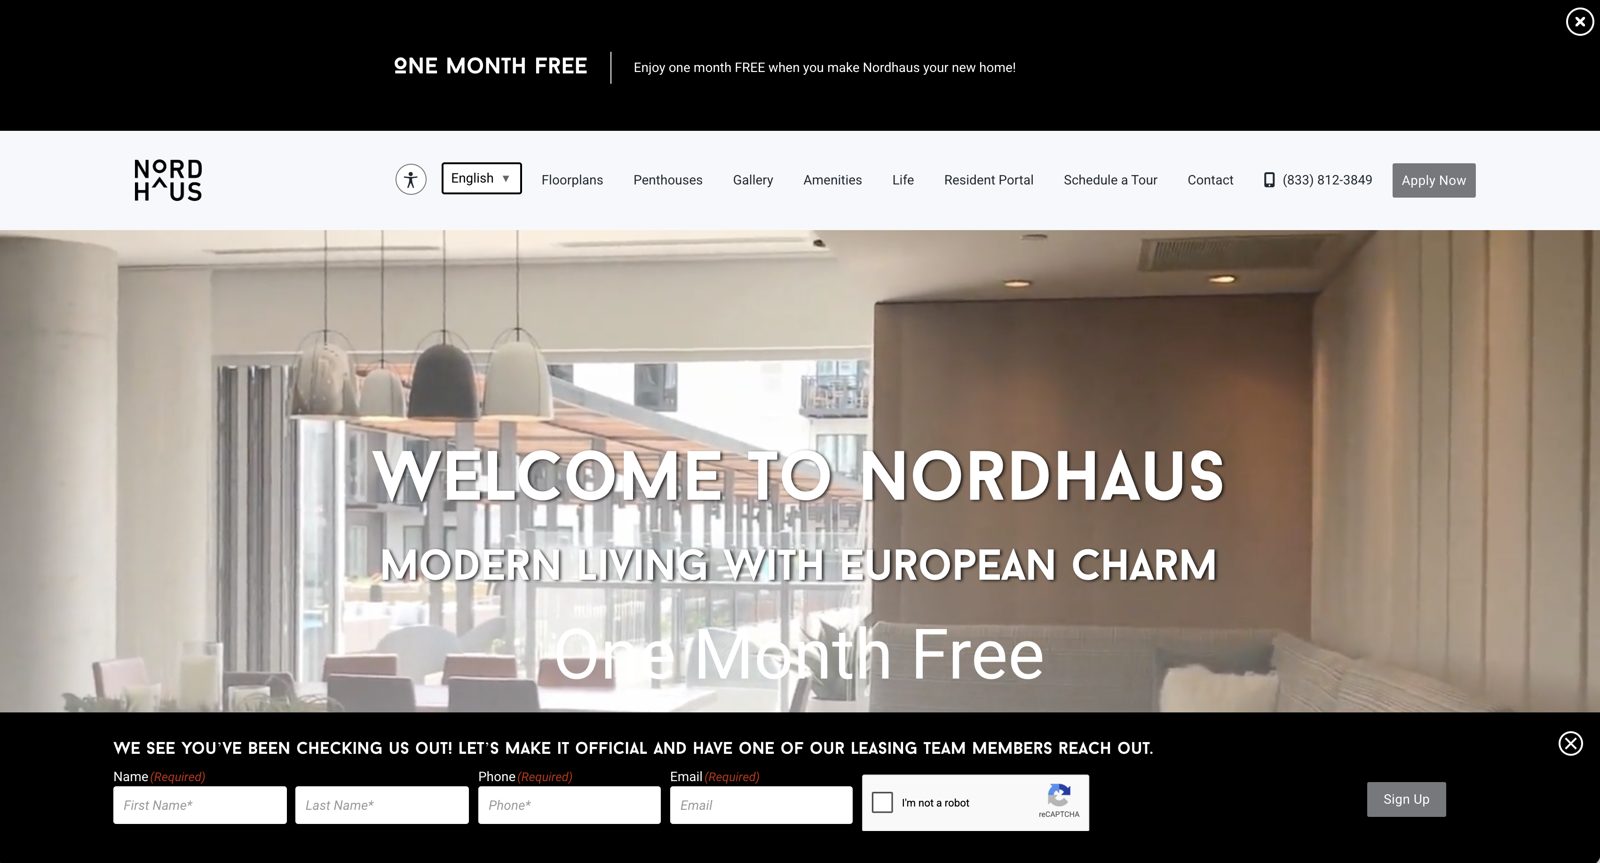 ONE MONTH FREE
Enjoy one month FREE when you make Nordhaus your new home!
NORD
HAUS
English ▼
Floorplans
Penthouses
Gallery
Amenities
Life
Resident Portal
Schedule a Tour
Contact
(833) 812-3849
Apply Now
WELCOME TO NORDHAUS
MODERN LIVING WITH EUROPEAN CHARM
One Month Free
WE SEE YOU'VE BEEN CHECKING US OUT! LET'S MAKE IT OFFICIAL AND HAVE ONE OF OUR LEASING TEAM MEMBERS REACH OUT.
Name (Required)
First Name*
Last Name*
Phone (Required)
Phone*
Email (Required)
Email
I'm not a robot
reCAPTCHA
Sign Up